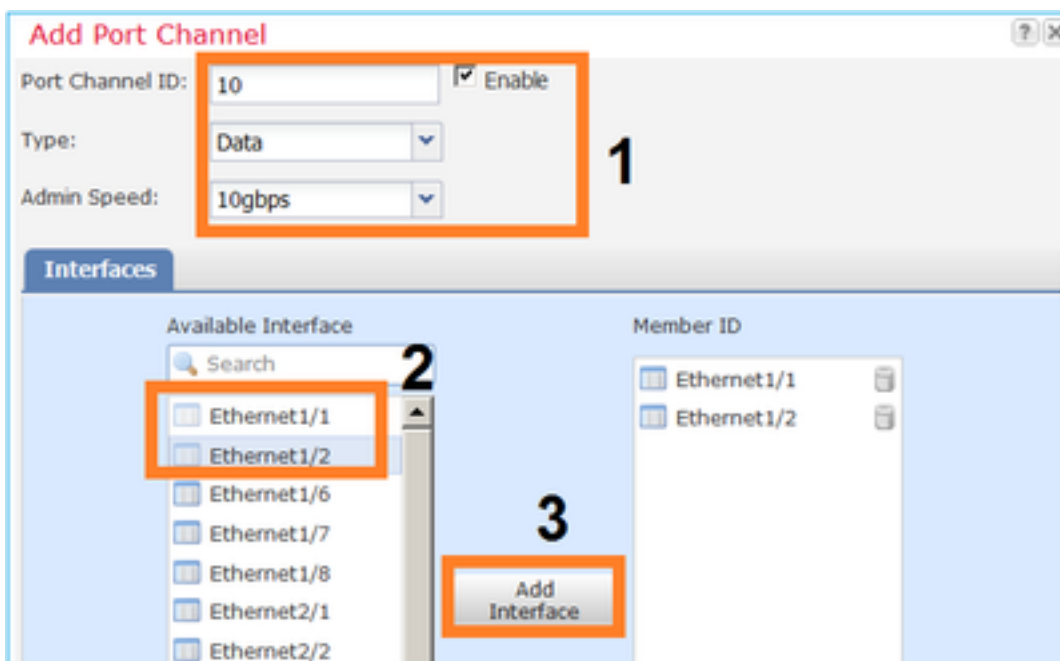 Add Port Channel
Port Channel ID: 10 Enable
Type: Data
1
Admin Speed: 10gbps
Interfaces
Available Interface
Search
2
Ethernet1/1
Ethernet1/2
Ethernet1/6
Ethernet1/7
Ethernet1/8
Ethernet2/1
Ethernet2/2
3
Add
Interface
Member ID
Ethernet1/1
Ethernet1/2